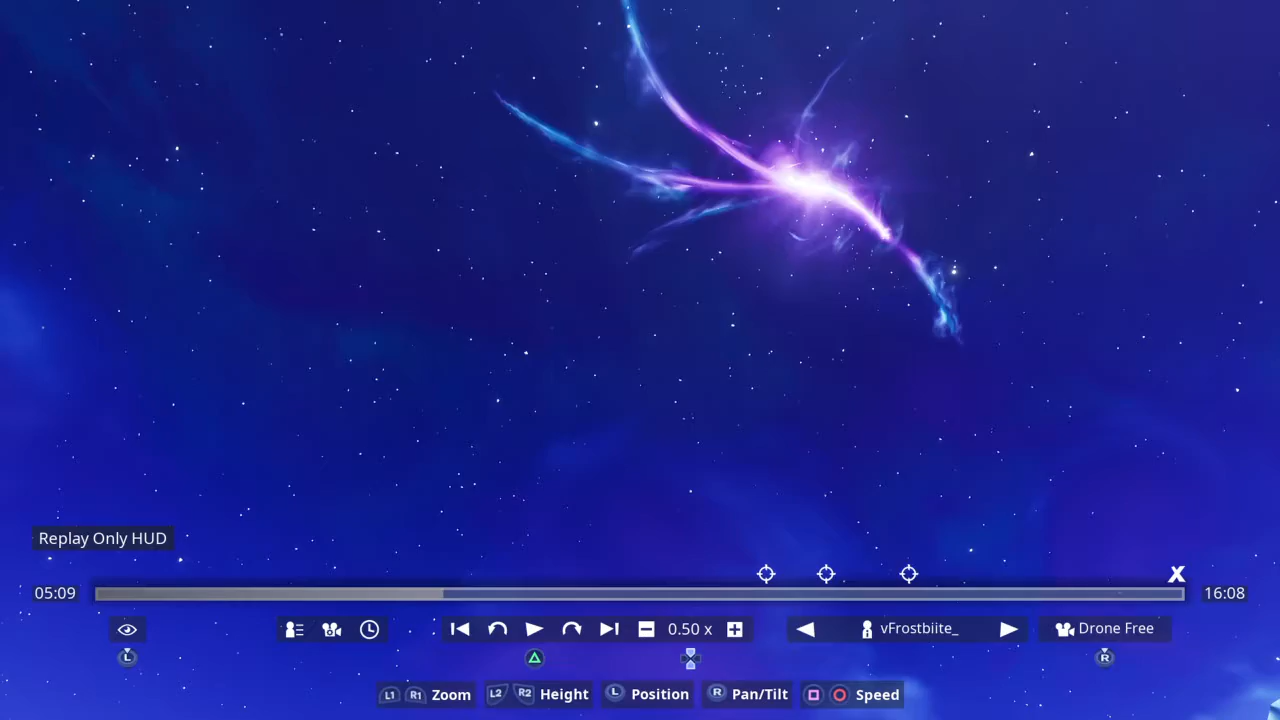 Replay Only HUD
X
05:09 16:08
0.50 x vFrostbiite_ Drone Free
L R
L1 R1 Zoom L2 R2 Height L Position R Pan/Tilt Speed